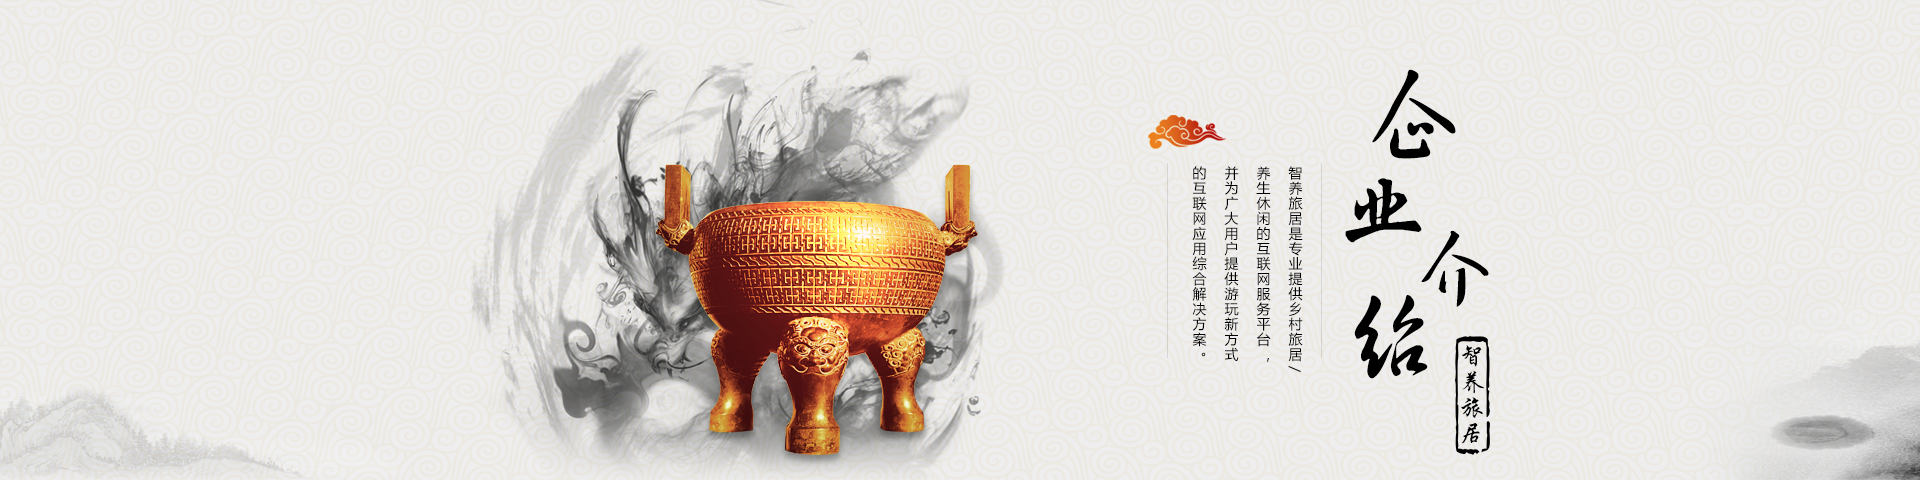 企业介绍
智养旅居
智养旅居是专业提供乡村旅居/
养生休闲的互联网服务平台，
并为广大用户提供游玩新方式
的互联网应用综合解决方案。